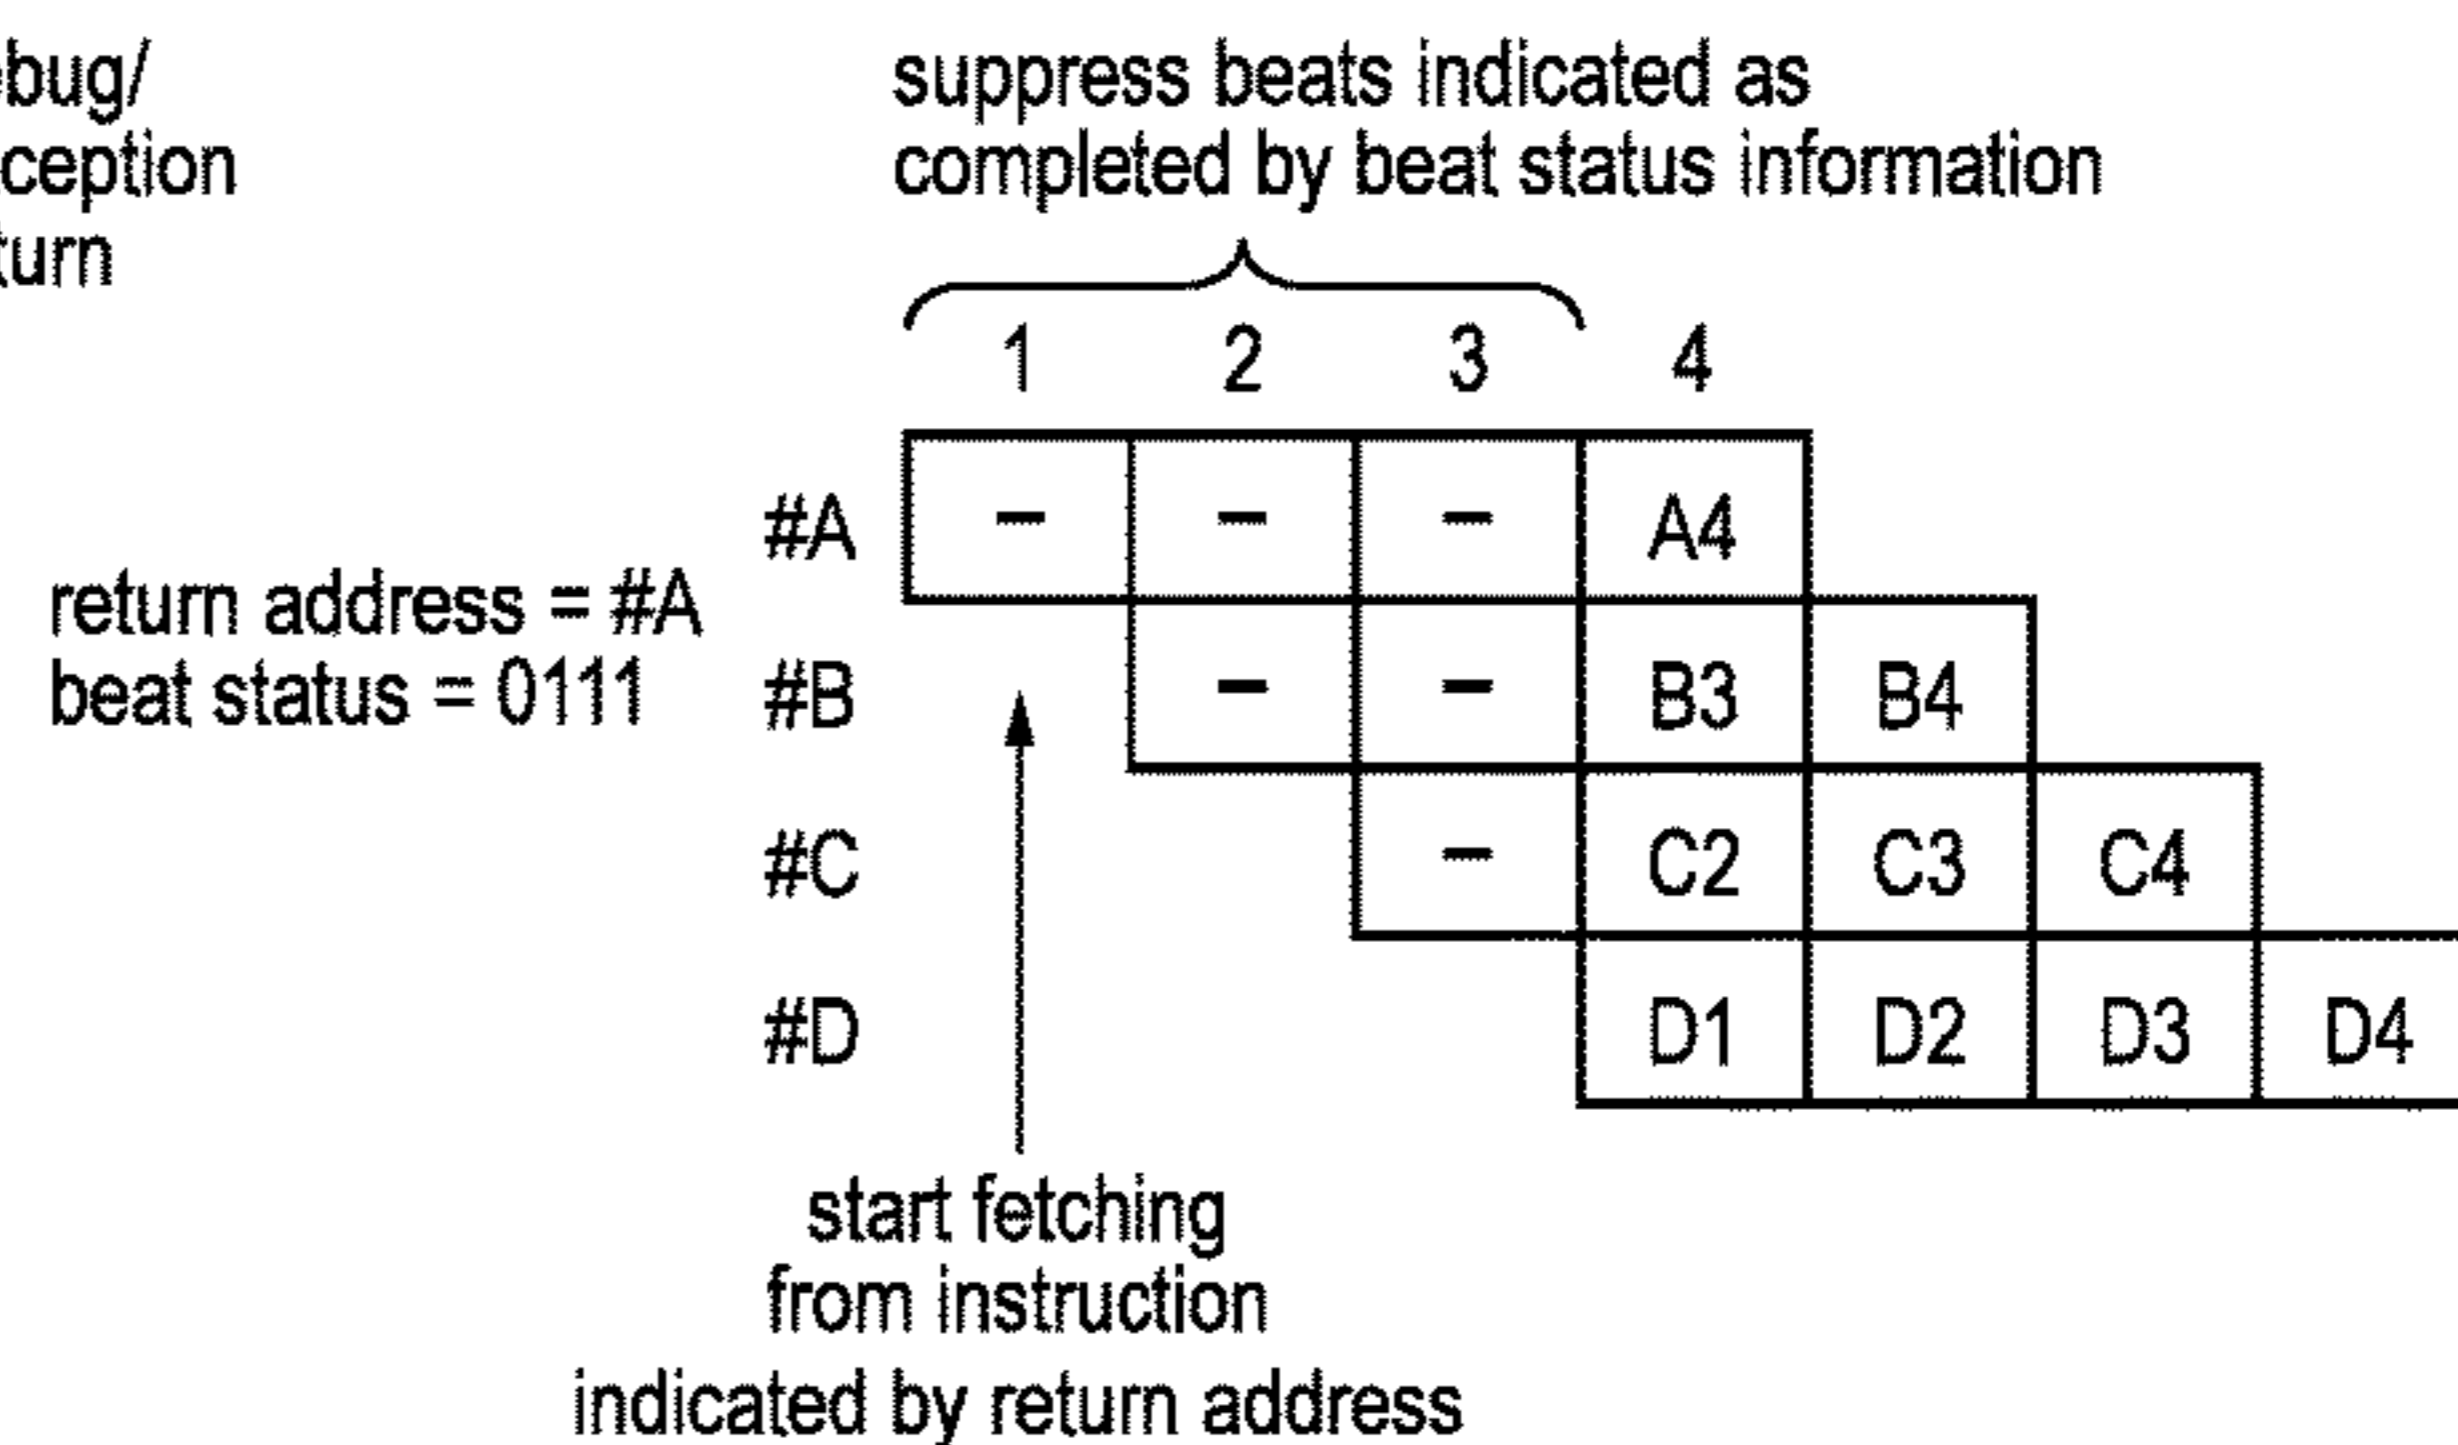 bug/
ception
turn
suppress beats indicated as
completed by beat status information
1 2 3 4
#A - - - A4
return address = #A
beat status = 0111
#B - - B3 B4
#C - C2 C3 C4
#D D1 D2 D3 D4
start fetching
from instruction
indicated by return address